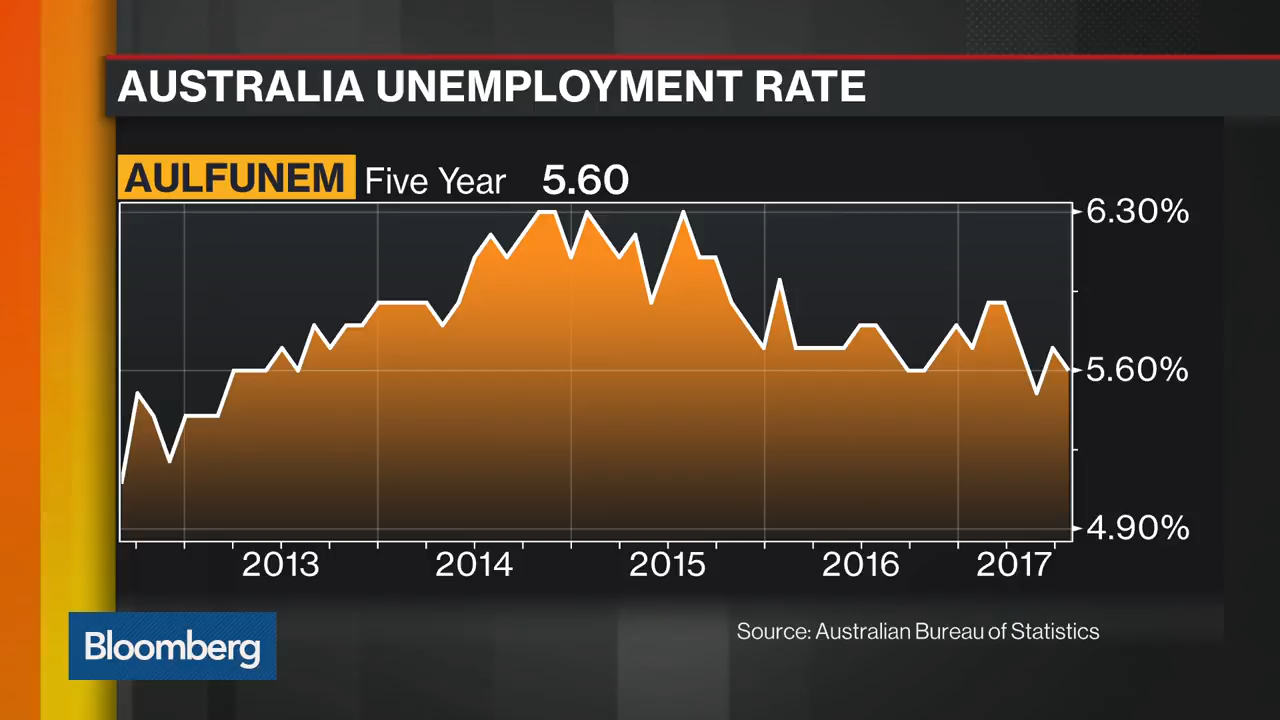 AUSTRALIA UNEMPLOYMENT RATE
AULFUNEM Five Year 5.60
6.30%
5.60%
4.90%
2013 2014 2015 2016 2017
Source: Australian Bureau of Statistics
Bloomberg